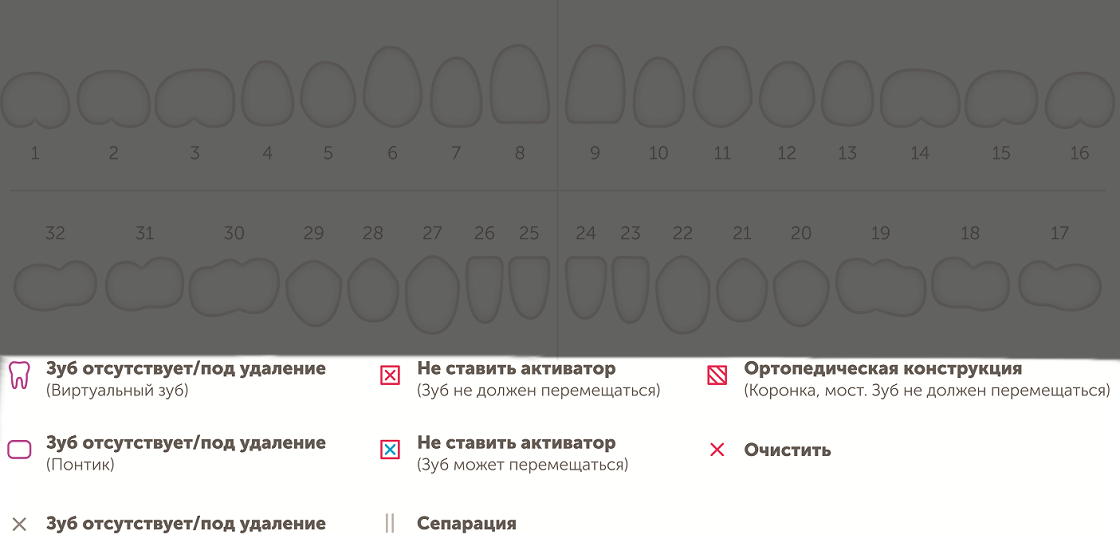 1 2 3 4 5 6 7 8 9 10 11 12 13 14 15 16
32 31 30 29 28 27 26 25 24 23 22 21 20 19 18 17
Зуб отсутствует/под удаление
(Виртуальный зуб)
Не ставить активатор
(Зуб не должен перемещаться)
Ортопедическая конструкция
(Коронка, мост. Зуб не должен перемещаться)
Зуб отсутствует/под удаление
(Понтик)
Не ставить активатор
(Зуб может перемещаться)
Очистить
Зуб отсутствует/под удаление
Сепарация